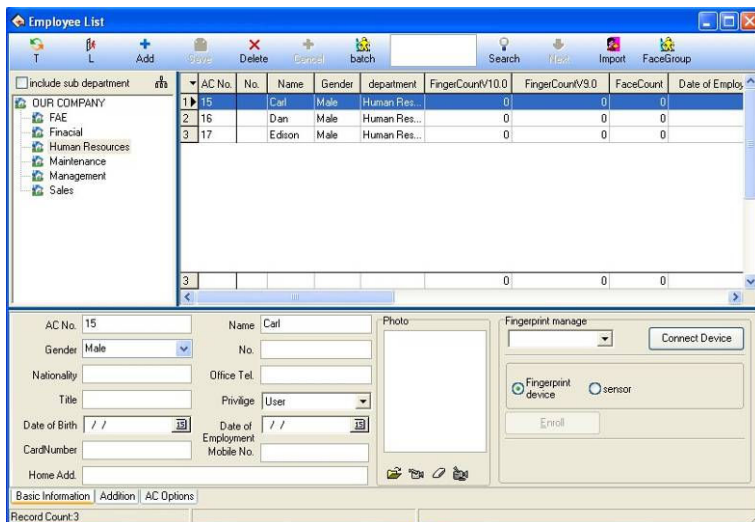 Employee List
T L Add Save Delete Cancel batch Search Next Import FaceGroup
include sub department
OUR COMPANY
FAE
Finacial
Human Resources
Maintenance
Management
Sales
AC No. No. Name Gender department FingerCountV10.0 FingerCountV9.0 FaceCount Date of Employ
1 15 Carl Male Human Res... 0 0 0
2 16 Dan Male Human Res... 0 0 0
3 17 Edison Male Human Res... 0 0 0
3 0 0 0
AC No. 15 Name Carl
Gender Male No.
Nationality Office Tel.
Title Privilige User
Date of Birth / / 15 Date of Employment / / 15
CardNumber Mobile No.
Home Add.
Photo
Fingerprint manage
Connect Device
Fingerprint device sensor
Enroll
Basic Information Addition AC Options
Record Count:3